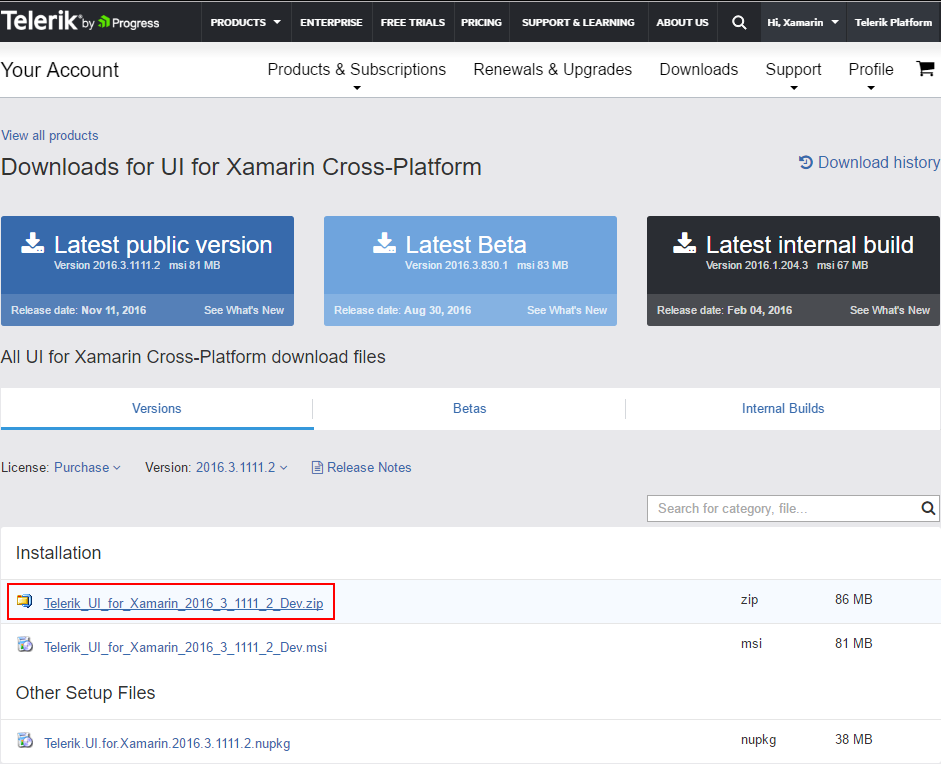 Telerik by Progress PRODUCTS ENTERPRISE FREE TRIALS PRICING SUPPORT & LEARNING ABOUT US Hi, Xamarin Telerik Platform
Your Account Products & Subscriptions Renewals & Upgrades Downloads Support Profile
View all products
Downloads for UI for Xamarin Cross-Platform
Download history
Latest public version
Version 2016.3.1111.2 msi 81 MB
Release date: Nov 11, 2016 See What's New
Latest Beta
Version 2016.3.830.1 msi 83 MB
Release date: Aug 30, 2016 See What's New
Latest internal build
Version 2016.1.204.3 msi 67 MB
Release date: Feb 04, 2016 See What's New
All UI for Xamarin Cross-Platform download files
Versions Betas Internal Builds
License: Purchase Version: 2016.3.1111.2 Release Notes
Search for category, file...
Installation
Telerik_UI_for_Xamarin_2016_3_1111_2_Dev.zip zip 86 MB
Telerik_UI_for_Xamarin_2016_3_1111_2_Dev.msi msi 81 MB
Other Setup Files
Telerik.UI.for.Xamarin.2016.3.1111.2.nupkg nupkg 38 MB